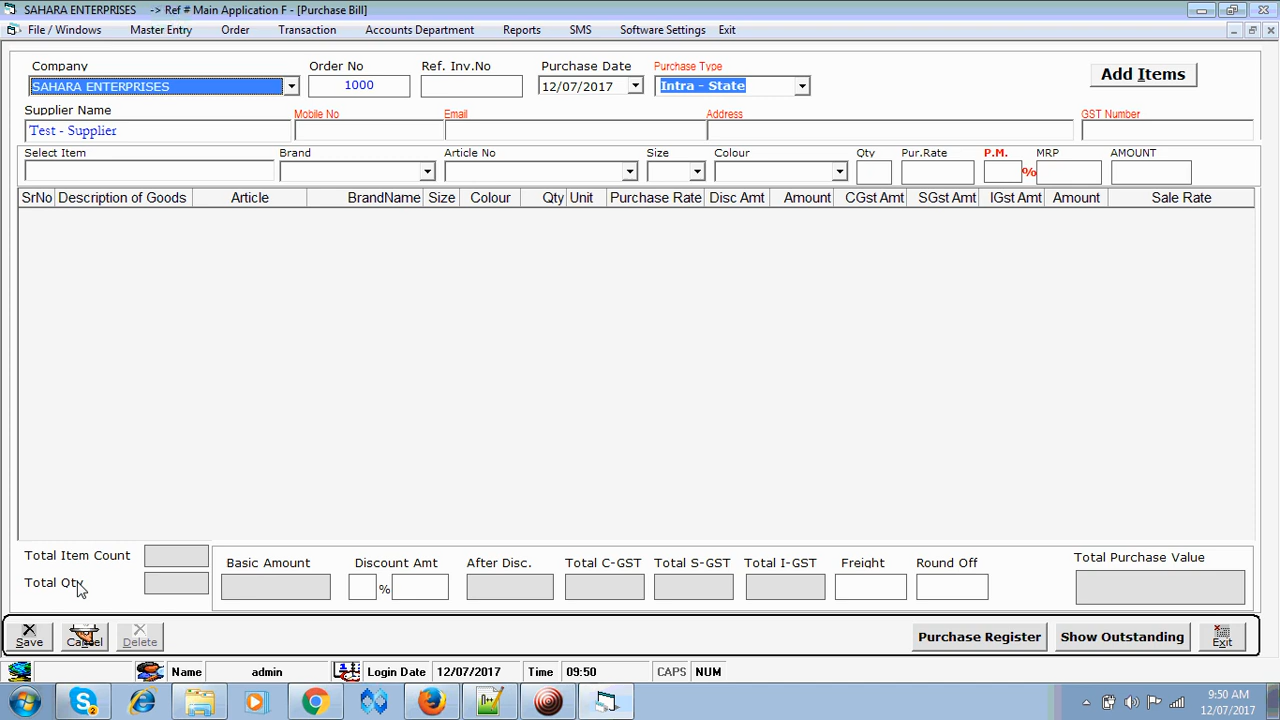 SAHARA ENTERPRISES -> Ref # Main Application F - [Purchase Bill]
File / Windows Master Entry Order Transaction Accounts Department Reports SMS Software Settings Exit
Company Order No Ref. Inv.No Purchase Date Purchase Type
SAHARA ENTERPRISES 1000 12/07/2017 Intra - State Add Items
Supplier Name Mobile No Email Address GST Number
Test - Supplier
Select Item Brand Article No Size Colour Qty Pur.Rate P.M. MRP AMOUNT
%
SrNo Description of Goods Article BrandName Size Colour Qty Unit Purchase Rate Disc Amt Amount CGst Amt SGst Amt IGst Amt Amount Sale Rate
Total Item Count
Total Qty
Basic Amount Discount Amt After Disc. Total C-GST Total S-GST Total I-GST Freight Round Off Total Purchase Value
%
Save Cancel Delete Purchase Register Show Outstanding Exit
Name admin Login Date 12/07/2017 Time 09:50 CAPS NUM
2
9:50 AM
12/07/2017